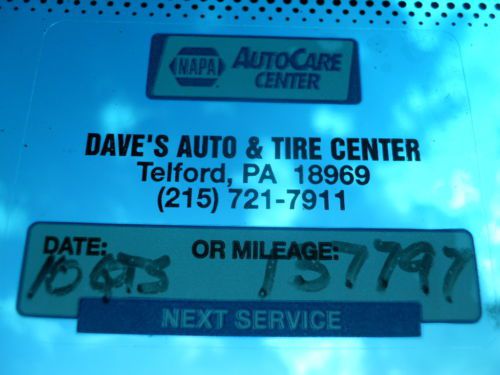 NAPA AUTOCARE
CENTER
DAVE'S AUTO & TIRE CENTER
Telford, PA 18969
(215) 721-7911
DATE: OR MILEAGE:
10 QTS 157797
NEXT SERVICE